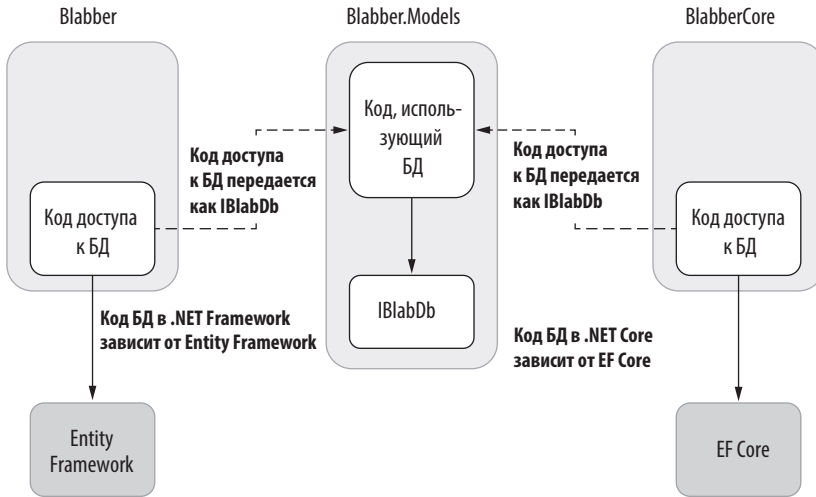 Blabber
Blabber.Models
BlabberCore
Код, исполь-
зующий
БД
Код доступа
к БД передается
как IBlabDb
Код доступа
к БД передается
как IBlabDb
Код доступа
к БД
Код доступа
к БД
IBlabDb
Код БД в .NET Framework
зависит от Entity Framework
Код БД в .NET Core
зависит от EF Core
Entity
Framework
EF Core